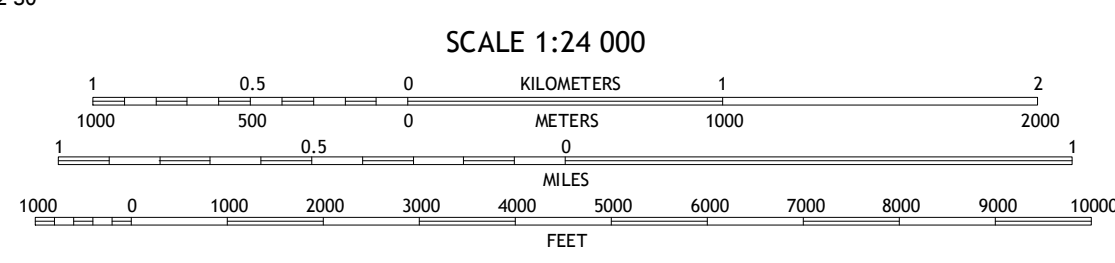 SCALE 1:24 000
1 0.5 0 KILOMETERS 1 2
1000 500 0 METERS 1000 2000
1 0.5 0 1
MILES
1000 0 1000 2000 3000 4000 5000 6000 7000 8000 9000 10000
FEET